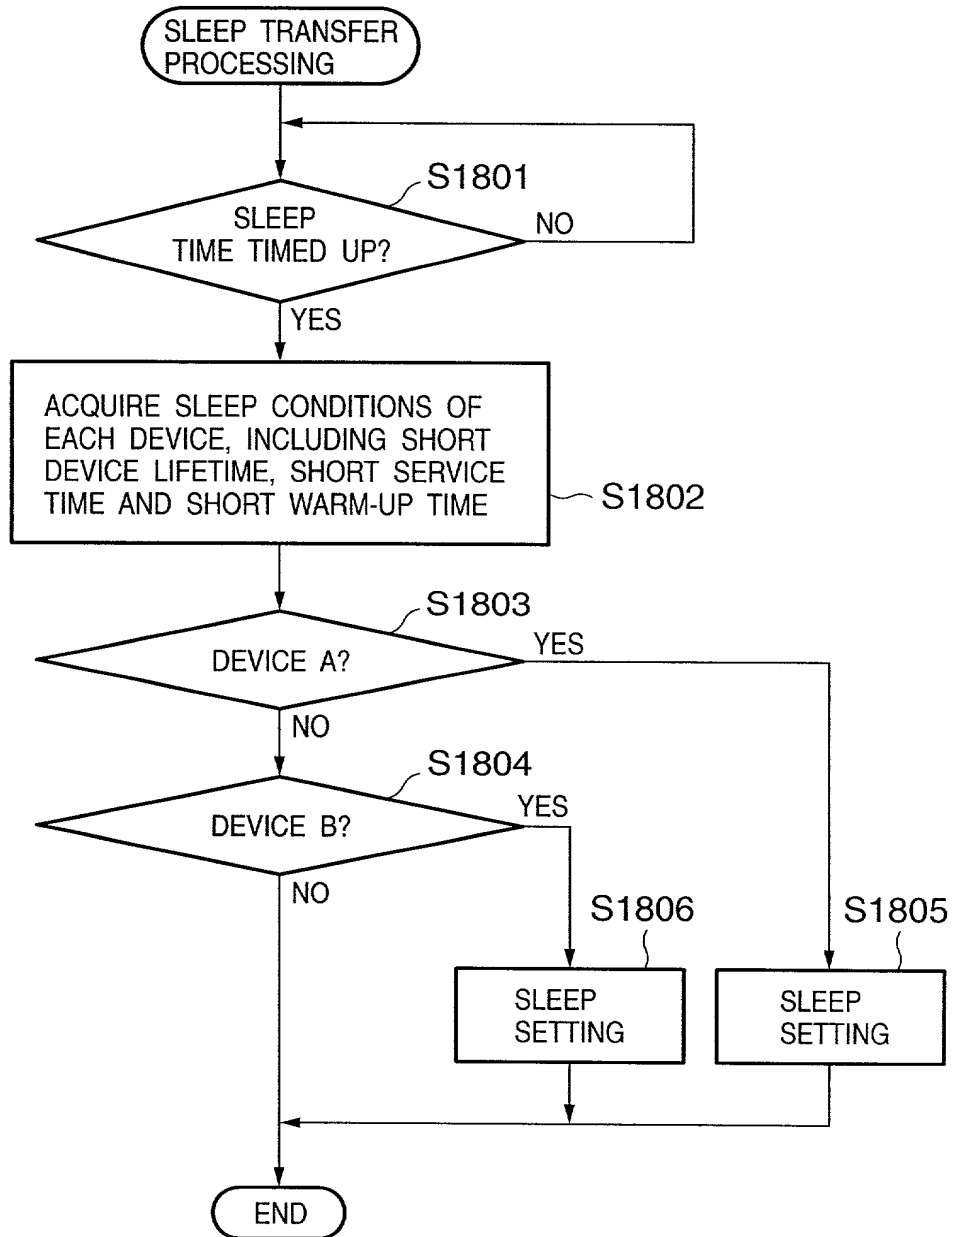 SLEEP TRANSFER
PROCESSING
S1801
SLEEP
TIME TIMED UP?
NO
YES
ACQUIRE SLEEP CONDITIONS OF
EACH DEVICE, INCLUDING SHORT
DEVICE LIFETIME, SHORT SERVICE
TIME AND SHORT WARM-UP TIME
S1802
S1803
DEVICE A?
YES
NO
S1804
DEVICE B?
YES
NO
S1806
S1805
SLEEP
SETTING
SLEEP
SETTING
END